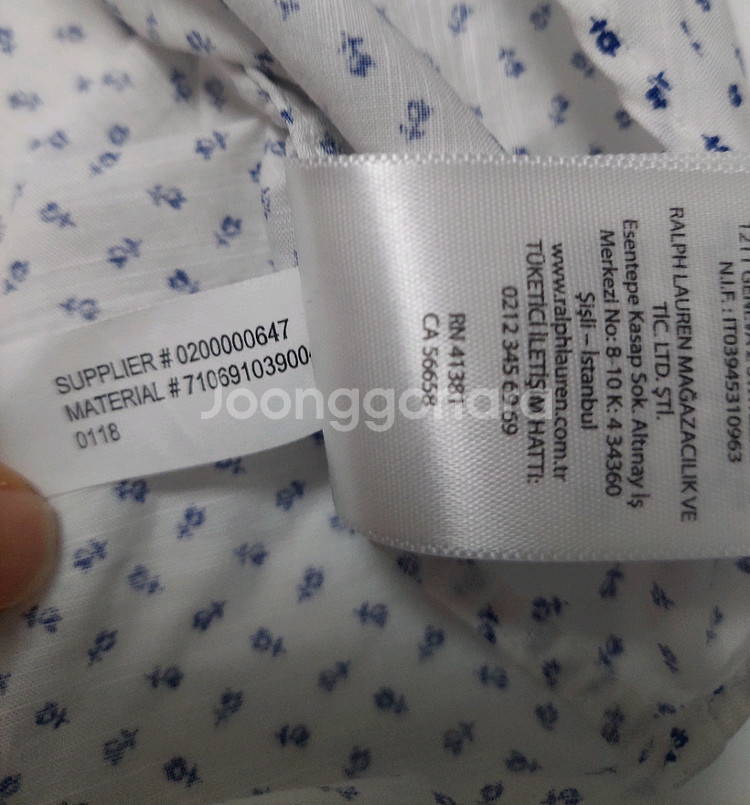 SUPPLIER # 0200000647
MATERIAL # 710691039004
0118
Joonggonara
N.I.F.: IT03945310963
RALPH LAUREN MAĞAZACILIK VE
TİC. LTD. ŞTİ.
Esentepe Kasap Sok. Altınay İş
Merkezi No: 8-10 K: 4 34360
Şişli – İstanbul
www.ralphlauren.com.tr
TÜKETİCİ İLETİŞİM HATTI:
0212 345 69 69
RN 41381
CA 56658